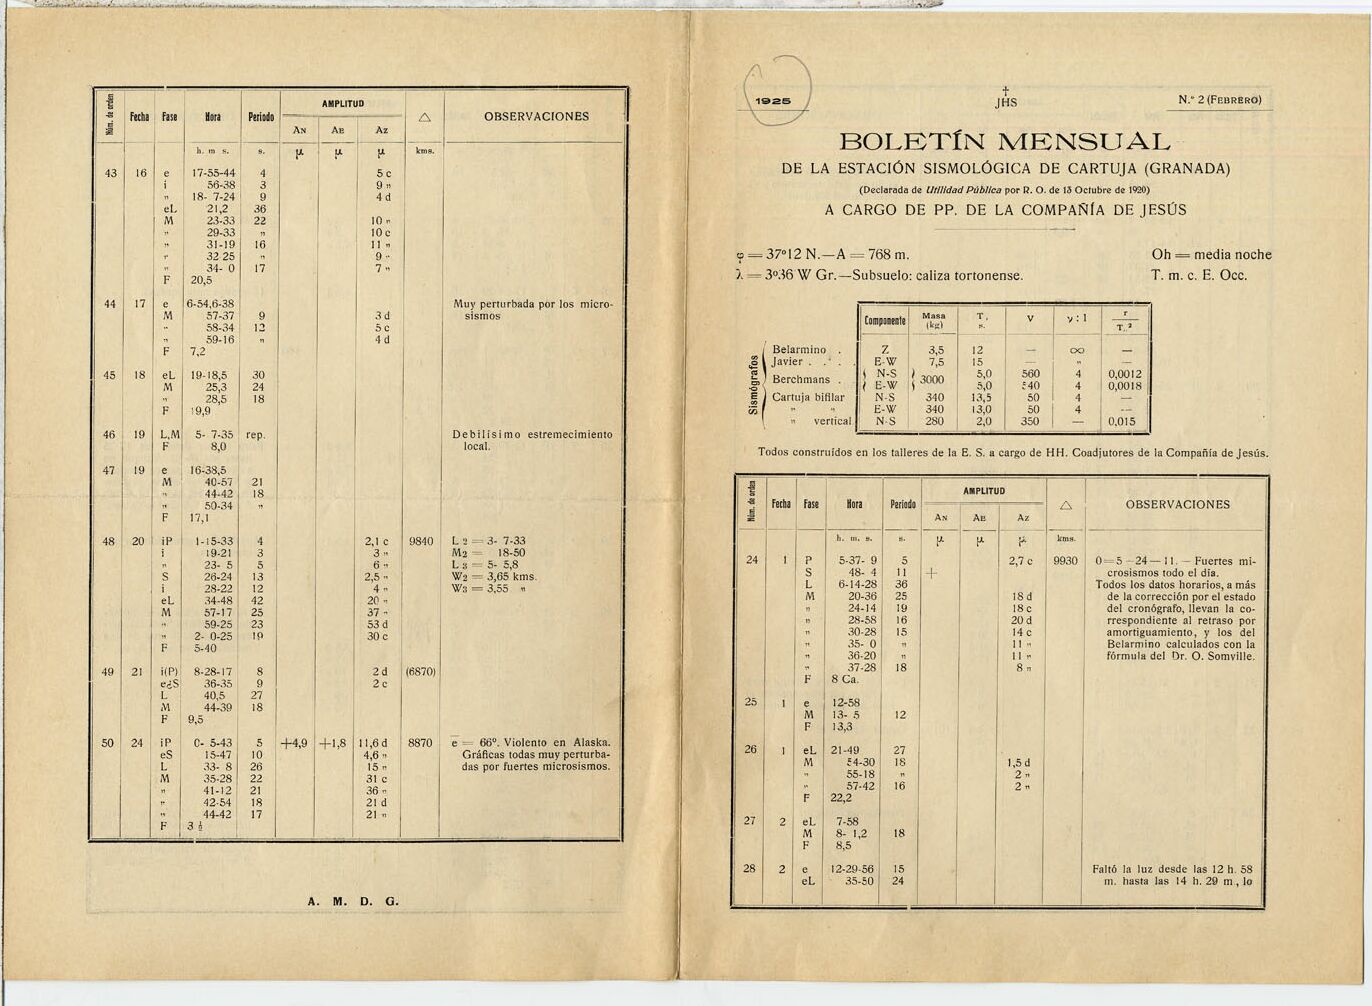 Núm. de orden Fecha Fase Hora Periodo AMPLITUD △ OBSERVACIONES
AN AE AZ
h. m s. s. µ µ µ kms.
43 16 e 17-55-44 4 5 c
i 56-38 3 9 "
" 18- 7-24 9 4 d
eL 21,2 36
M 23-33 22 10 "
" 29-33 " 10 c
" 31-19 16 11 "
" 32 25 " 9 "
" 34- 0 17 7 "
F 20,5
44 17 e 6-54,6-38 Muy perturbada por los micro-
M 57-37 9 3 d sismos
" 58-34 12 5 c
" 59-16 " 4 d
F 7,2
45 18 eL 19-18,5 30
M 25,3 24
" 28,5 18
F 19,9
46 19 L,M 5- 7-35 rep. Debilísimo estremecimiento
F 8,0 local.
47 19 e 16-38,5
M 40-57 21
" 44-42 18
" 50-34 "
F 17,1
48 20 iP 1-15-33 4 2,1 c 9840 L 2 = 3- 7-33
i 19-21 3 3 " M2 = 18-50
" 23- 5 5 6 " L 3 = 5- 5,8
S 26-24 13 2,5 " W2 = 3,65 kms.
i 28-22 12 4 " W3 = 3,55 "
eL 34-48 42 20 "
M 57-17 25 37 "
" 59-25 23 53 d
" 2- 0-25 19 30 c
F 5-40
49 21 i(P) 8-28-17 8 2 d (6870)
e¿S 36-35 9 2 c
L 40,5 27
M 44-39 18
F 9,5
50 24 iP 0- 5-43 5 +4,9 +1,8 11,6 d 8870 e = 66°. Violento en Alaska.
eS 15-47 10 4,6 " Gráficas todas muy perturba-
L 33- 8 26 15 " das por fuertes microsismos.
M 35-28 22 31 c
" 41-12 21 36 "
" 42-54 18 21 d
" 44-42 17 21 "
F 3 ½
A. M. D. G.
1925 JHS N.º 2 (FEBRERO)
BOLETÍN MENSUAL
DE LA ESTACIÓN SISMOLÓGICA DE CARTUJA (GRANADA)
(Declarada de Utilidad Pública por R. O. de 13 Octubre de 1920)
A CARGO DE PP. DE LA COMPAÑÍA DE JESÚS
φ = 37º12 N.—A = 768 m. Oh = media noche
λ = 3º36 W Gr.—Subsuelo: caliza tortonense. T. m. c. E. Occ.
Componente Masa (kg) T, s. V ν : 1 r T,²
Sismógrafos
Belarmino . Z 3,5 12 — ∞ —
Javier . . . E-W 7,5 15 — " —
Berchmans . N-S 3000 5,0 560 4 0,0012
E-W 5,0 540 4 0,0018
Cartuja bifilar N-S 340 13,5 50 4 —
" " E-W 340 13,0 50 4 —
" vertical N-S 280 2,0 350 — 0,015
Todos construídos en los talleres de la E. S. a cargo de HH. Coadjutores de la Compañía de Jesús.
Núm. de orden Fecha Fase Hora Periodo AMPLITUD △ OBSERVACIONES
AN AE AZ
h. m. s. s. µ µ µ kms.
24 1 P 5-37- 9 5 2,7 c 9930 0=5 -24— 11. - Fuertes mi-
S 48- 4 11 + crosismos todo el día.
L 6-14-28 36 Todos los datos horarios, a más
M 20-36 25 18 d de la corrección por el estado
" 24-14 19 18 c del cronógrafo, llevan la co-
" 28-58 16 20 d rrespondiente al retraso por
" 30-28 15 14 c amortiguamiento, y los del
" 35- 0 " 11 " Belarmino calculados con la
" 36-20 " 11 " fórmula del Dr. O. Somville.
" 37-28 18 8 "
F 8 Ca.
25 1 e 12-58
M 13- 5 12
F 13,3
26 1 eL 21-49 27
M 54-30 18 1,5 d
" 55-18 " 2 "
" 57-42 16 2 "
F 22,2
27 2 eL 7-58
M 8- 1,2 18
F 8,5
28 2 e 12-29-56 15 Faltó la luz desde las 12 h. 58
eL 35-50 24 m. hasta las 14 h. 29 m., lo